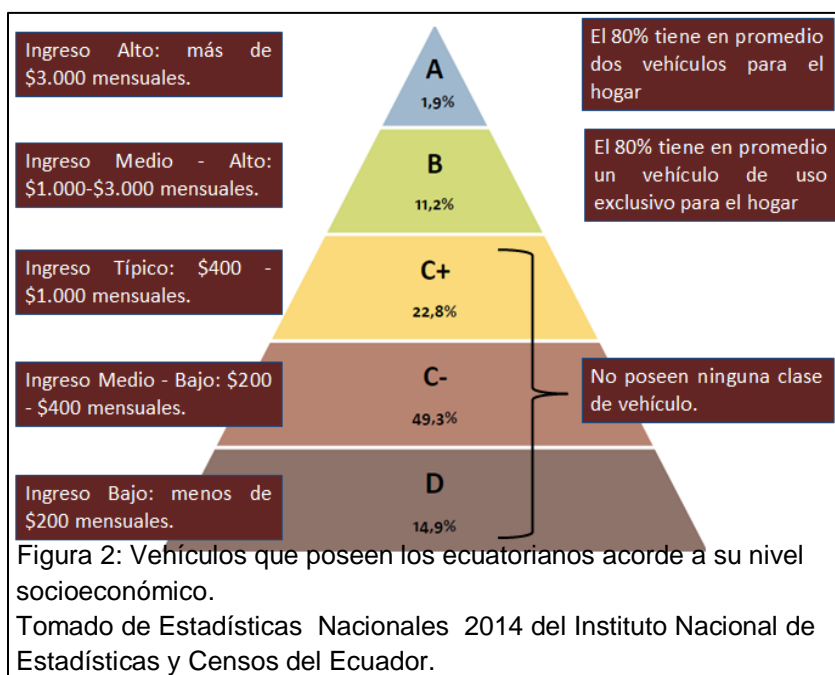 Ingreso Alto: más de
$3.000 mensuales.
A
1,9%
El 80% tiene en promedio
dos vehículos para el
hogar
Ingreso Medio - Alto:
$1.000-$3.000 mensuales.
B
11,2%
El 80% tiene en promedio
un vehículo de uso
exclusivo para el hogar
Ingreso Típico: $400 -
$1.000 mensuales.
C+
22,8%
Ingreso Medio - Bajo: $200
- $400 mensuales.
C-
49,3%
No poseen ninguna clase
de vehículo.
Ingreso Bajo: menos de
$200 mensuales.
D
14,9%
Figura 2: Vehículos que poseen los ecuatorianos acorde a su nivel
socioeconómico.
Tomado de Estadísticas Nacionales 2014 del Instituto Nacional de
Estadísticas y Censos del Ecuador.